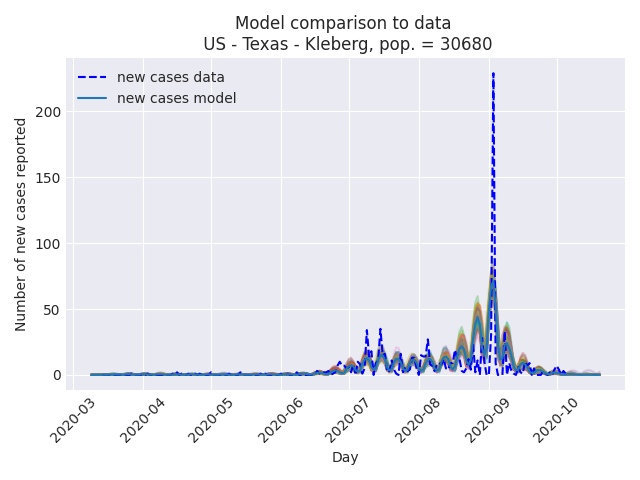 Model comparison to data
US - Texas - Kleberg, pop. = 30680
new cases data
new cases model
Number of new cases reported
200
150
100
50
0
2020-03
2020-04
2020-05
2020-06
2020-07
2020-08
2020-09
2020-10
Day